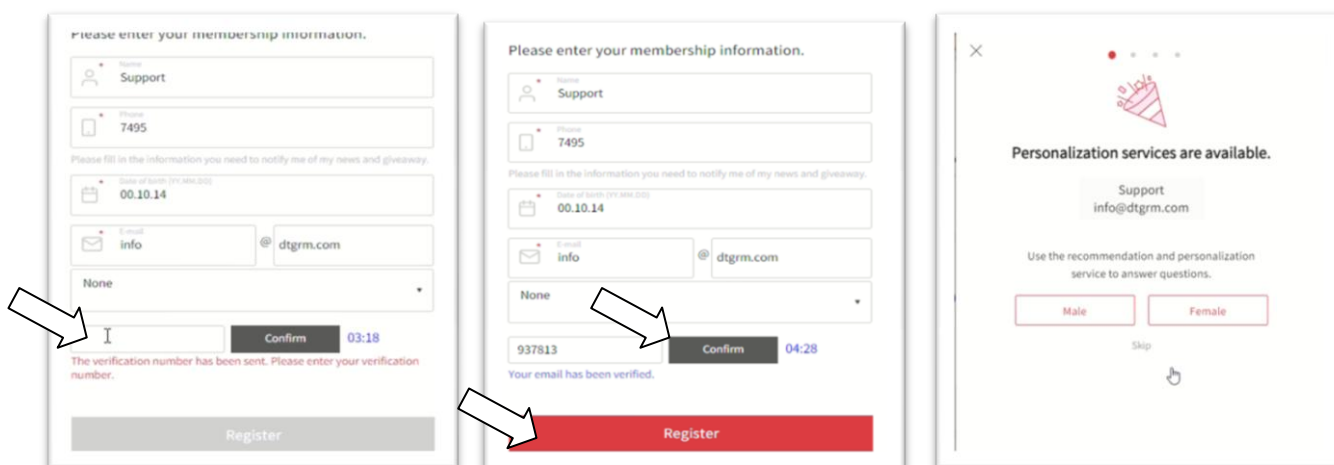 Please enter your membership information.
Name
Support
Phone
7495
Please fill in the information you need to notify me of my news and giveaway.
Date of birth (YY.MM.DD)
00.10.14
E-mail
info @ dtgrm.com
None
Confirm 03:18
The verification number has been sent. Please enter your verification
number.
Register
Please enter your membership information.
Name
Support
Phone
7495
Please fill in the information you need to notify me of my news and giveaway.
Date of birth (YY.MM.DD)
00.10.14
E-mail
info @ dtgrm.com
None
937813 Confirm 04:28
Your email has been verified.
Register
Personalization services are available.
Support
info@dtgrm.com
Use the recommendation and personalization
service to answer questions.
Male Female
Skip